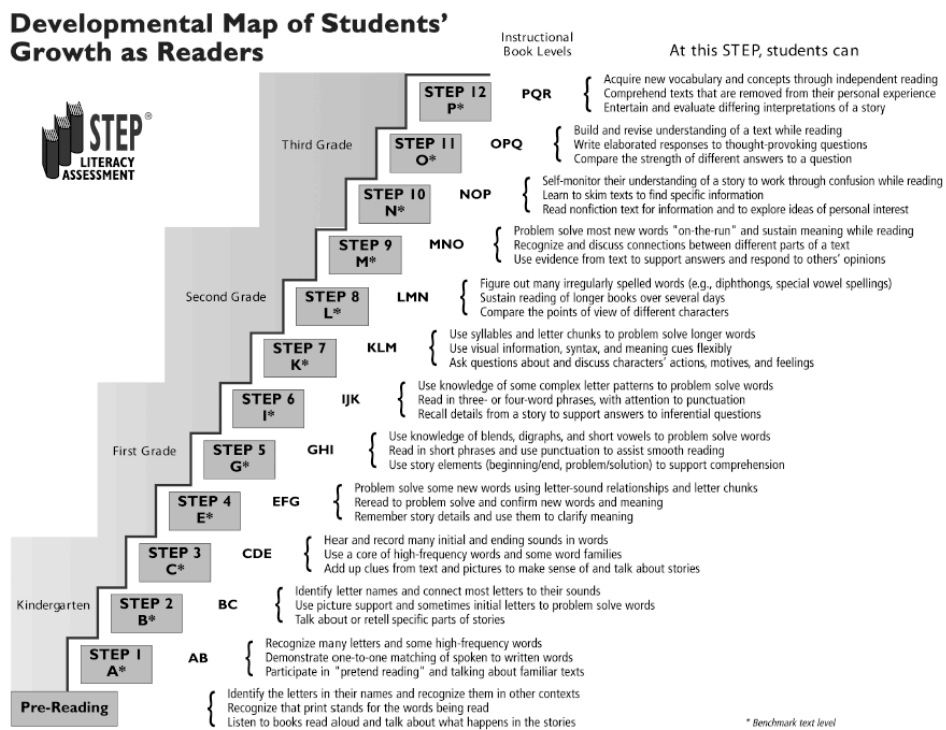 Developmental Map of Students'
Growth as Readers
Instructional
Book Levels
At this STEP, students can
STEP®
LITERACY
ASSESSMENT
Third Grade
Second Grade
First Grade
Kindergarten
STEP 12
P*
PQR
Acquire new vocabulary and concepts through independent reading
Comprehend texts that are removed from their personal experience
Entertain and evaluate differing interpretations of a story
STEP 11
O*
OPQ
Build and revise understanding of a text while reading
Write elaborated responses to thought-provoking questions
Compare the strength of different answers to a question
STEP 10
N*
NOP
Self-monitor their understanding of a story to work through confusion while reading
Learn to skim texts to find specific information
Read nonfiction text for information and to explore ideas of personal interest
STEP 9
M*
MNO
Problem solve most new words "on-the-run" and sustain meaning while reading
Recognize and discuss connections between different parts of a text
Use evidence from text to support answers and respond to others' opinions
STEP 8
L*
LMN
Figure out many irregularly spelled words (e.g., diphthongs, special vowel spellings)
Sustain reading of longer books over several days
Compare the points of view of different characters
STEP 7
K*
KLM
Use syllables and letter chunks to problem solve longer words
Use visual information, syntax, and meaning cues flexibly
Ask questions about and discuss characters' actions, motives, and feelings
STEP 6
I*
IJK
Use knowledge of some complex letter patterns to problem solve words
Read in three- or four-word phrases, with attention to punctuation
Recall details from a story to support answers to inferential questions
STEP 5
G*
GHI
Use knowledge of blends, digraphs, and short vowels to problem solve words
Read in short phrases and use punctuation to assist smooth reading
Use story elements (beginning/end, problem/solution) to support comprehension
STEP 4
E*
EFG
Problem solve some new words using letter-sound relationships and letter chunks
Reread to problem solve and confirm new words and meaning
Remember story details and use them to clarify meaning
STEP 3
C*
CDE
Hear and record many initial and ending sounds in words
Use a core of high-frequency words and some word families
Add up clues from text and pictures to make sense of and talk about stories
STEP 2
B*
BC
Identify letter names and connect most letters to their sounds
Use picture support and sometimes initial letters to problem solve words
Talk about or retell specific parts of stories
STEP 1
A*
AB
Recognize many letters and some high-frequency words
Demonstrate one-to-one matching of spoken to written words
Participate in "pretend reading" and talking about familiar texts
Pre-Reading
Identify the letters in their names and recognize them in other contexts
Recognize that print stands for the words being read
Listen to books read aloud and talk about what happens in the stories
* Benchmark text level